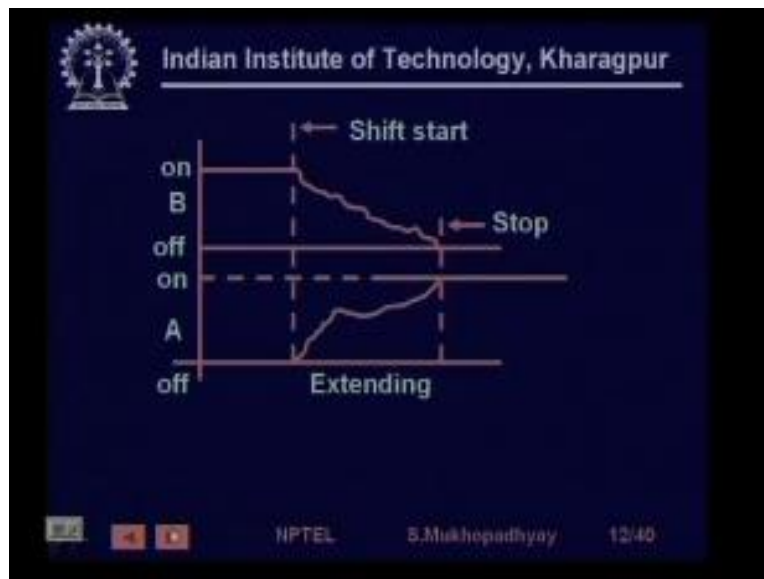 Indian Institute of Technology, Kharagpur
Shift start
on
B
Stop
off
on
A
off
Extending
NPTEL
S.Mukhopadhyay
12/40